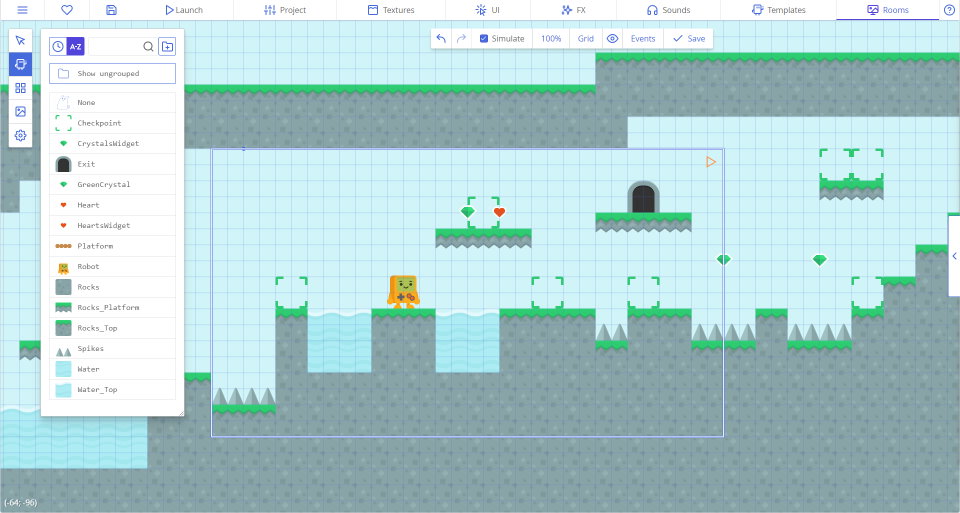 Launch
Project
Textures
UI
FX
Sounds
Templates
Rooms
A-Z
Simulate
100%
Grid
Events
Save
Show ungrouped
None
Checkpoint
CrystalsWidget
Exit
GreenCrystal
Heart
HeartsWidget
Platform
Robot
Rocks
Rocks_Platform
Rocks_Top
Spikes
Water
Water_Top
(-64; -96)